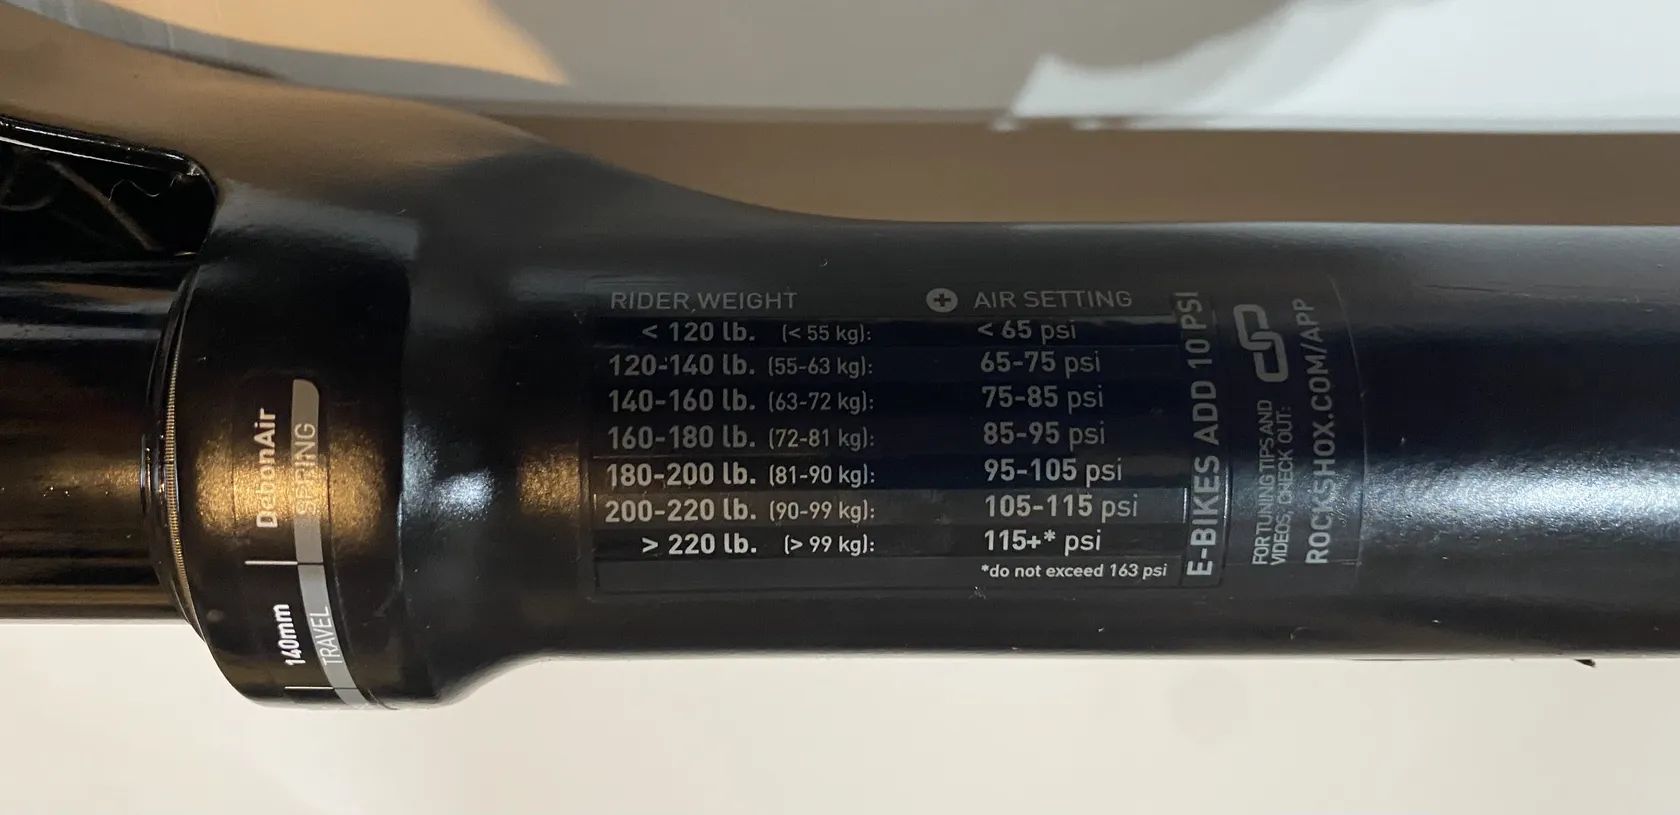 RIDER WEIGHT + AIR SETTING
< 120 lb. (< 55 kg): < 65 psi
120-140 lb. (55-63 kg): 65-75 psi
140-160 lb. (63-72 kg): 75-85 psi
160-180 lb. (72-81 kg): 85-95 psi
180-200 lb. (81-90 kg): 95-105 psi
200-220 lb. (90-99 kg): 105-115 psi
> 220 lb. (> 99 kg): 115+* psi
*do not exceed 163 psi
E-BIKES ADD 10 PSI
FOR TUNING TIPS AND
VIDEOS, CHECK OUT:
ROCKSHOX.COM/APP
DebonAir
SPRING
140mm
TRAVEL